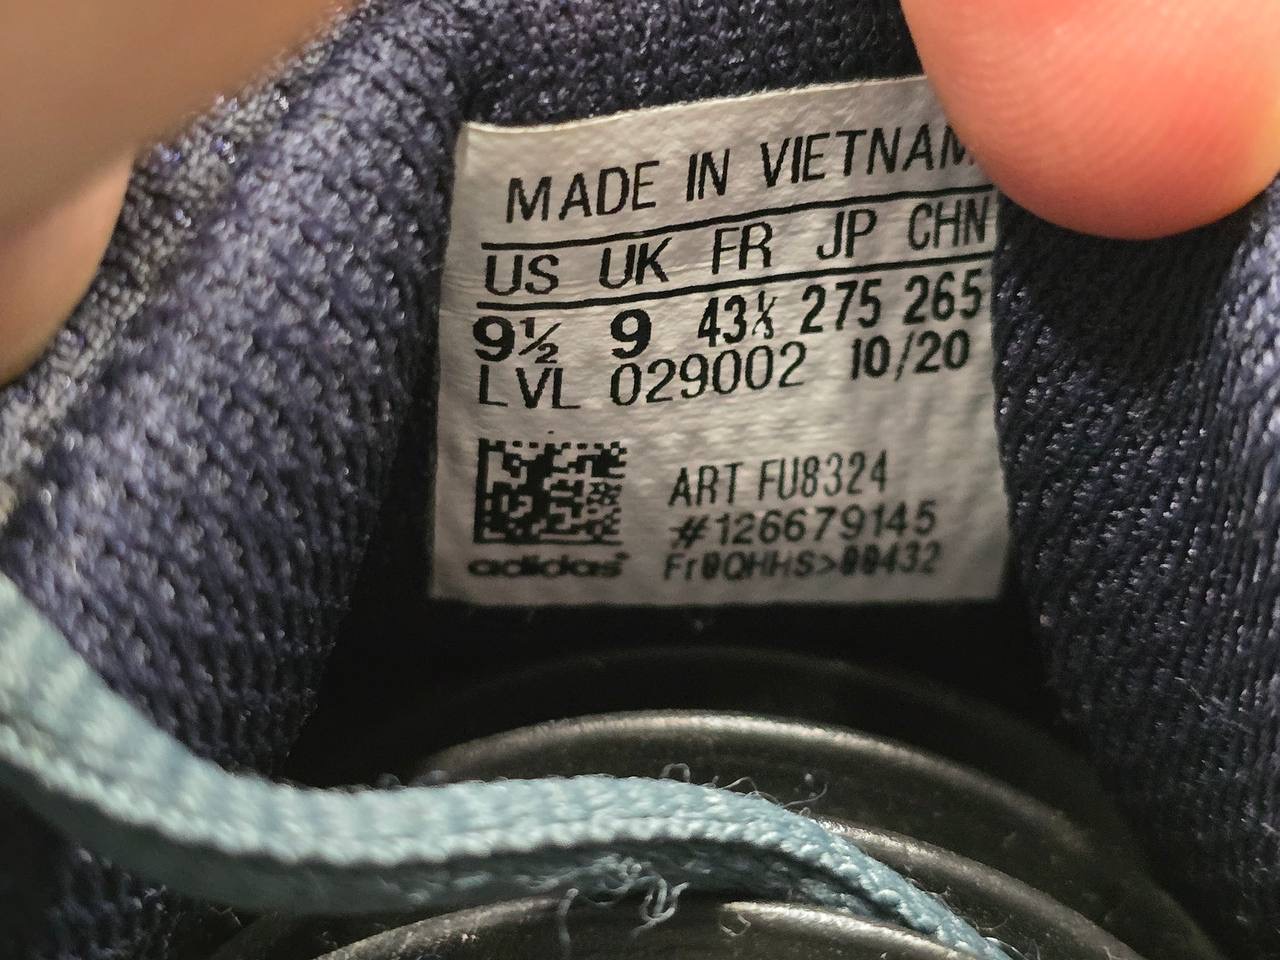 MADE IN VIETNAM
US UK FR JP CHN
9½ 9 43⅓ 275 265
LVL 029002 10/20
ART FU8324
#126679145
adidas